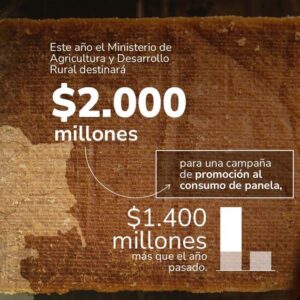 Este año el Ministerio de
Agricultura y Desarrollo
Rural destinará
$2.000
millones
para una campaña
de promoción al
consumo de panela,
$1.400
millones
más que el año
pasado.